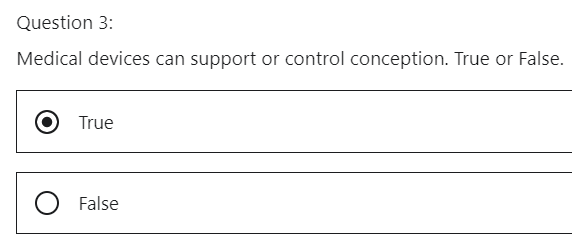 Question 3:
Medical devices can support or control conception. True or False.
True
False